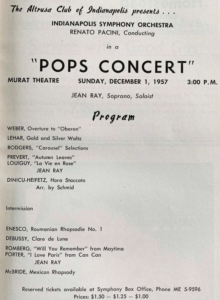 The Altrusa Club of Indianapolis presents . . .
INDIANAPOLIS SYMPHONY ORCHESTRA
RENATO PACINI, Conducting
in a
"POPS CONCERT"
MURAT THEATRE SUNDAY, DECEMBER 1, 1957 3:00 P.M.
JEAN RAY, Soprano, Soloist
Program
WEBER, Overture to "Oberon"
LEHAR, Gold and Silver Waltz
RODGERS, "Carousel" Selections
PREVERT, "Autumn Leaves"
LOUIGUY, "La Vie en Rose"
JEAN RAY
DINICU-HEIFETZ, Hora Staccato
Arr. by Schmid
Intermission
ENESCO, Roumanian Rhapsodie No. 1
DEBUSSY, Clare de Lune
ROMBERG, "Will You Remember" from Maytime
PORTER, "I Love Paris" from Can Can
JEAN RAY
McBRIDE, Mexican Rhapsody
Reserved tickets available at Symphony Box Office, Phone ME 5-9596
Prices: $1.50 — $1.25 — $1.00